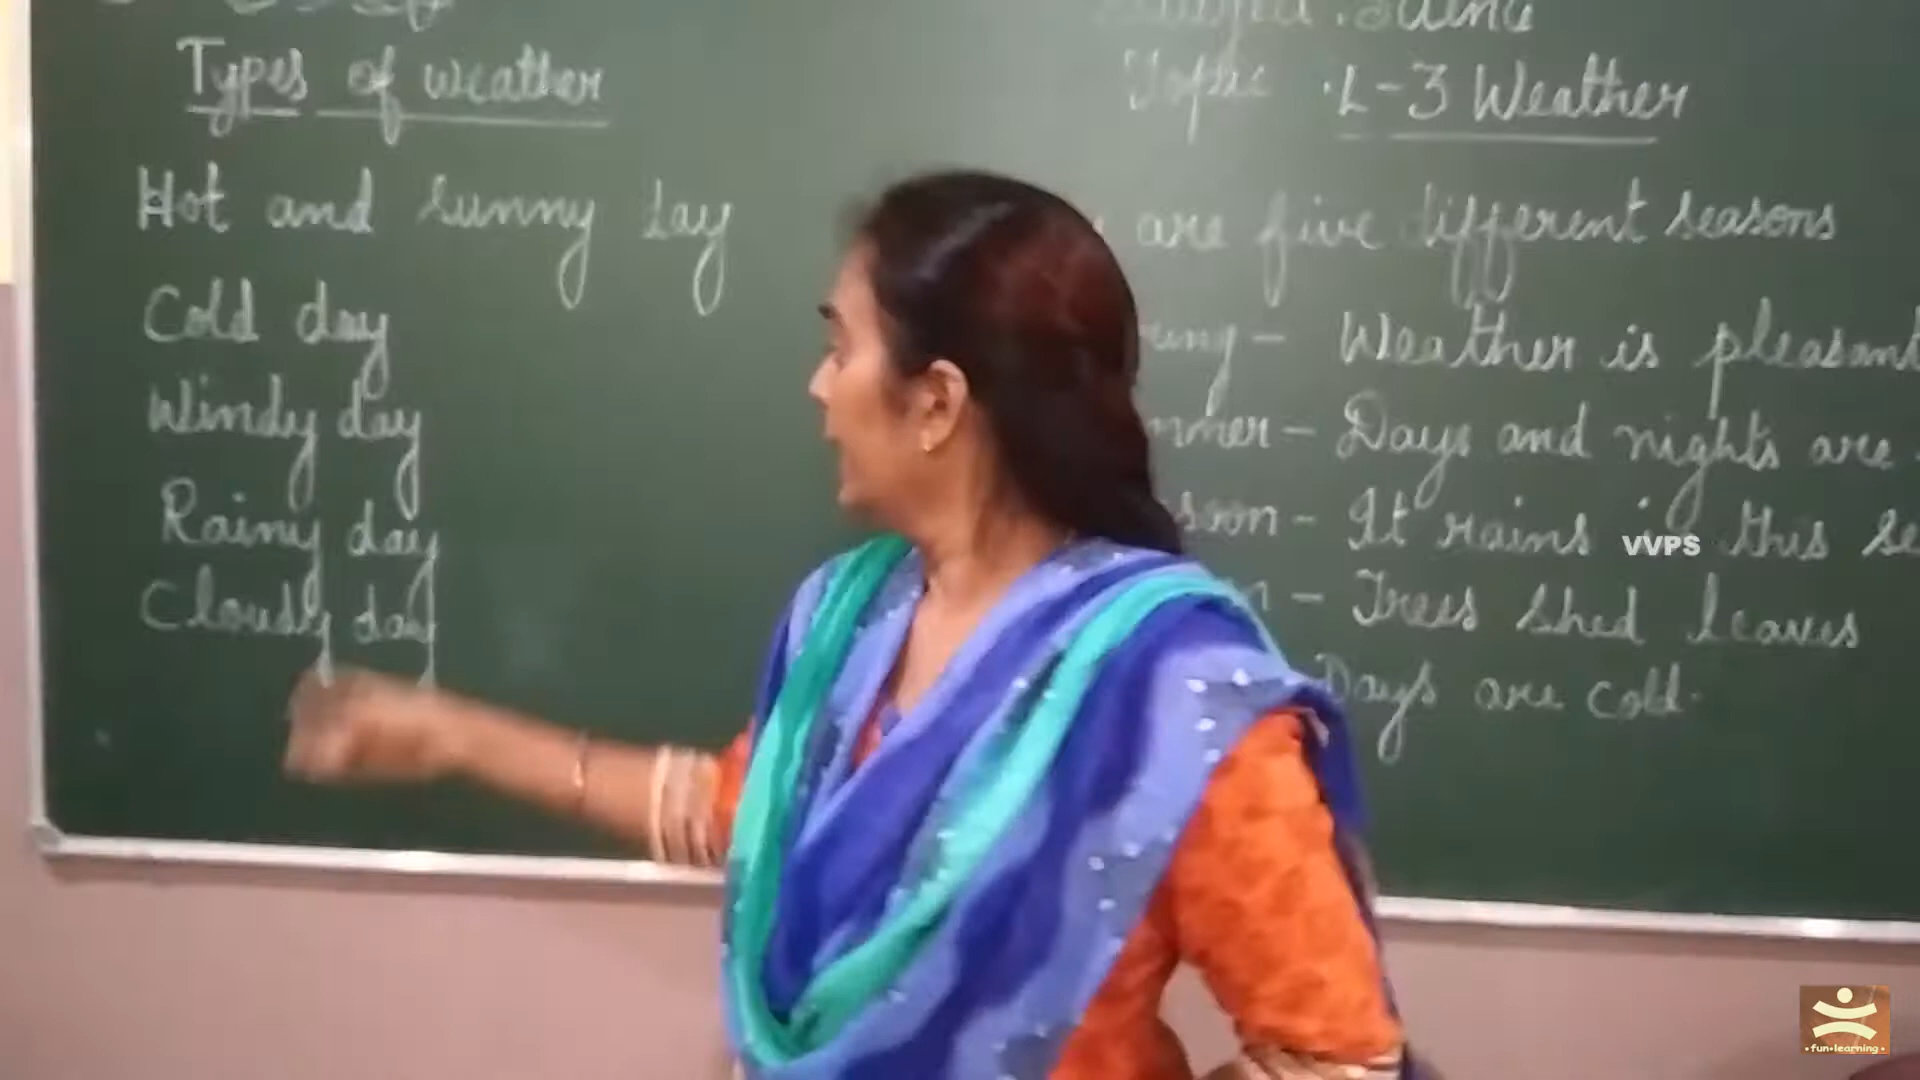 Types of weather
Hot and sunny day
Cold day
Windy day
Rainy day
Cloudy day
Science
Topic . L-3 Weather
are five different seasons
Weather is pleasant
Days and nights are
It rains this
Trees shed leaves
Days are cold.
VVPS
fun-learning